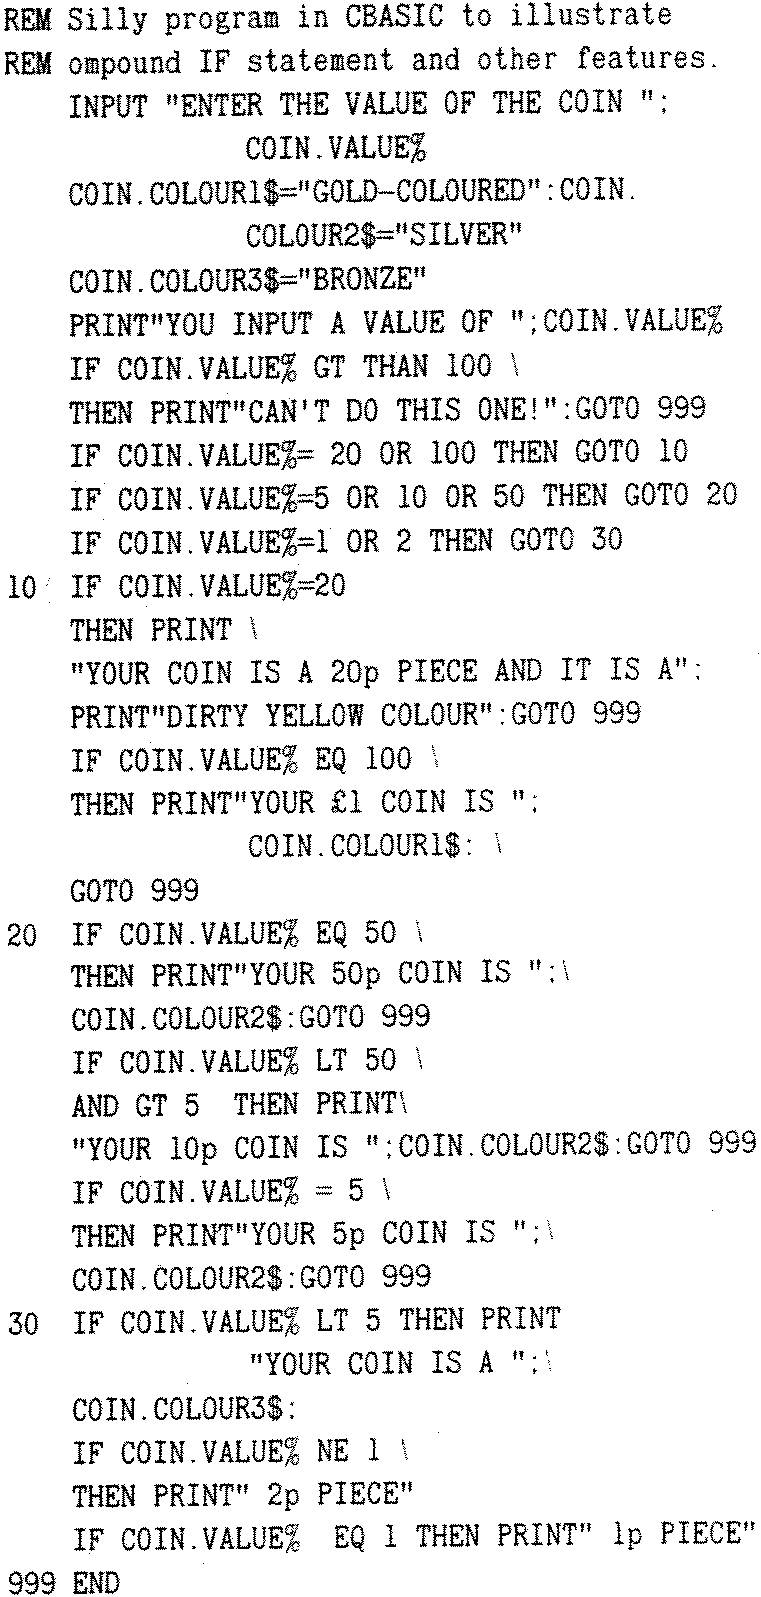 REM Silly program in CBASIC to illustrate
REM ompound IF statement and other features.
INPUT "ENTER THE VALUE OF THE COIN ";
COIN.VALUE%
COIN.COLOUR1$="GOLD-COLOURED":COIN.
COLOUR2$="SILVER"
COIN.COLOUR3$="BRONZE"
PRINT"YOU INPUT A VALUE OF ";COIN.VALUE%
IF COIN.VALUE% GT THAN 100 \
THEN PRINT"CAN'T DO THIS ONE!":GOTO 999
IF COIN.VALUE%= 20 OR 100 THEN GOTO 10
IF COIN.VALUE%=5 OR 10 OR 50 THEN GOTO 20
IF COIN.VALUE%=1 OR 2 THEN GOTO 30
10 IF COIN.VALUE%=20
THEN PRINT \
"YOUR COIN IS A 20p PIECE AND IT IS A";
PRINT"DIRTY YELLOW COLOUR":GOTO 999
IF COIN.VALUE% EQ 100 \
THEN PRINT"YOUR £1 COIN IS ";
COIN.COLOUR1$: \
GOTO 999
20 IF COIN.VALUE% EQ 50 \
THEN PRINT"YOUR 50p COIN IS ";\
COIN.COLOUR2$:GOTO 999
IF COIN.VALUE% LT 50 \
AND GT 5  THEN PRINT\
"YOUR 10p COIN IS ";COIN.COLOUR2$:GOTO 999
IF COIN.VALUE% = 5 \
THEN PRINT"YOUR 5p COIN IS ";\
COIN.COLOUR2$:GOTO 999
30 IF COIN.VALUE% LT 5 THEN PRINT
"YOUR COIN IS A ";\
COIN.COLOUR3$:
IF COIN.VALUE% NE 1 \
THEN PRINT" 2p PIECE"
IF COIN.VALUE%  EQ 1 THEN PRINT" 1p PIECE"
999 END